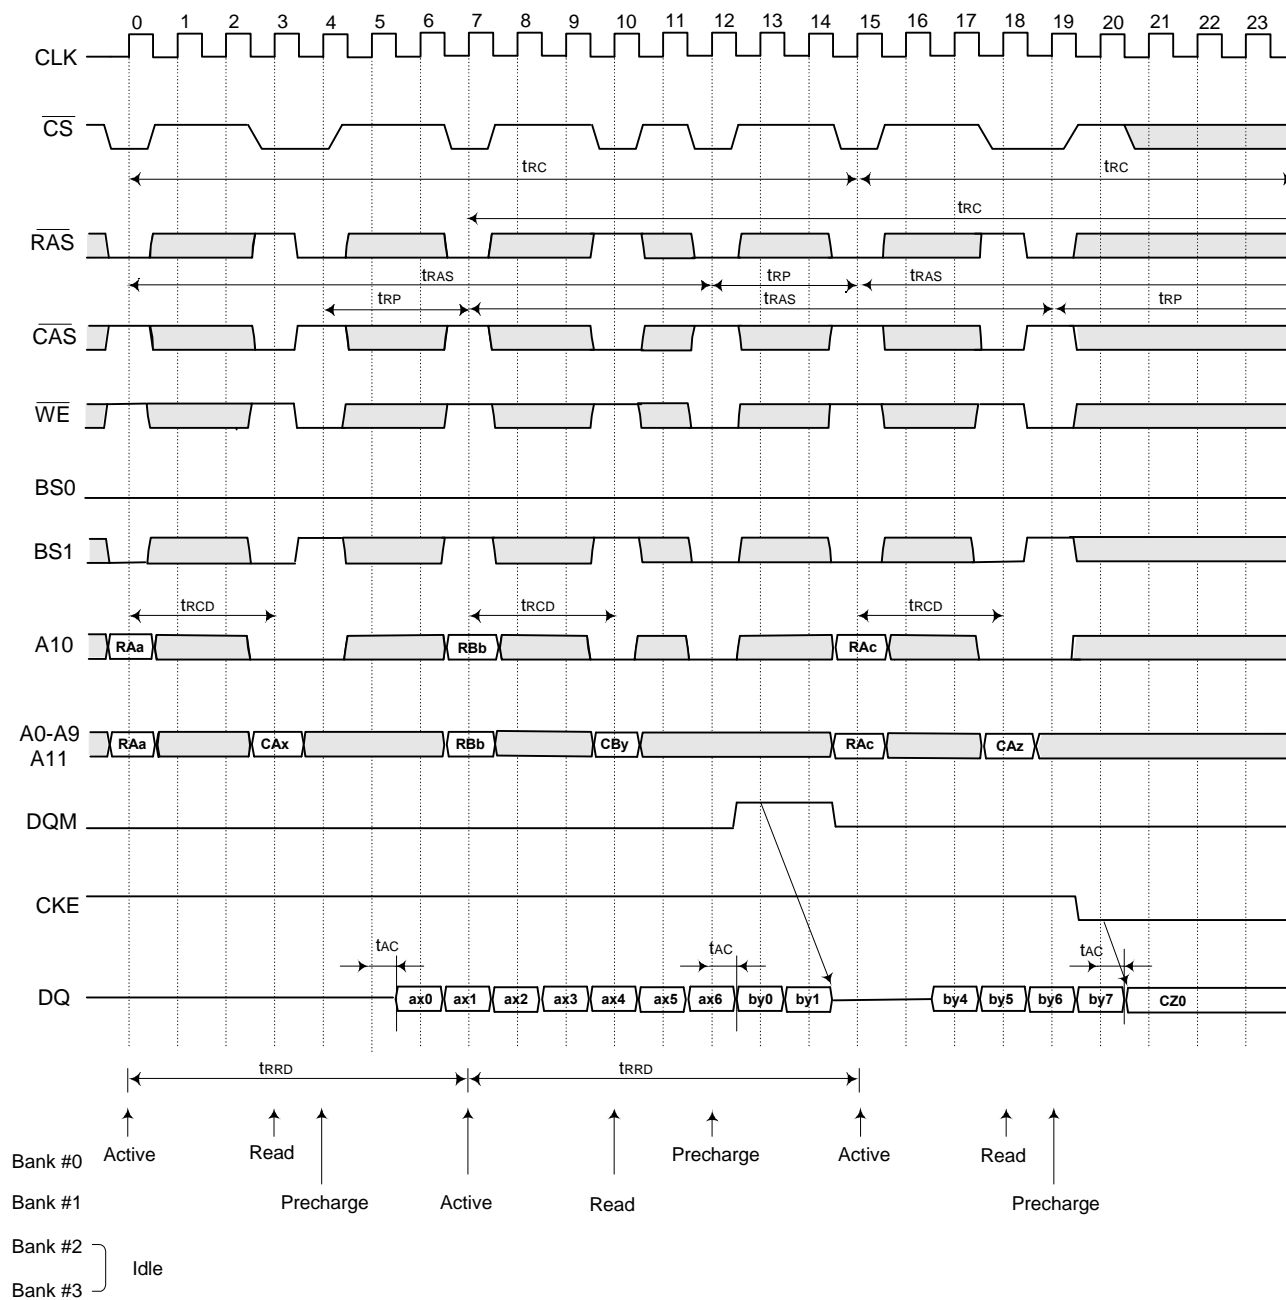 0 1 2 3 4 5 6 7 8 9 10 11 12 13 14 15 16 17 18 19 20 21 22 23
CLK
CS
tRC tRC
tRC
RAS
tRAS tRP tRAS
tRP tRAS tRP
CAS
WE
BS0
BS1
tRCD tRCD tRCD
A10 RAa RBb RAc
A0-A9
A11
RAa CAx RBb CBy RAc CAz
DQM
CKE
tAC tAC tAC
DQ ax0 ax1 ax2 ax3 ax4 ax5 ax6 by0 by1 by4 by5 by6 by7 CZ0
tRRD tRRD
Bank #0 Active Read Precharge Active Read
Bank #1 Precharge Active Read Precharge
Bank #2
Idle
Bank #3